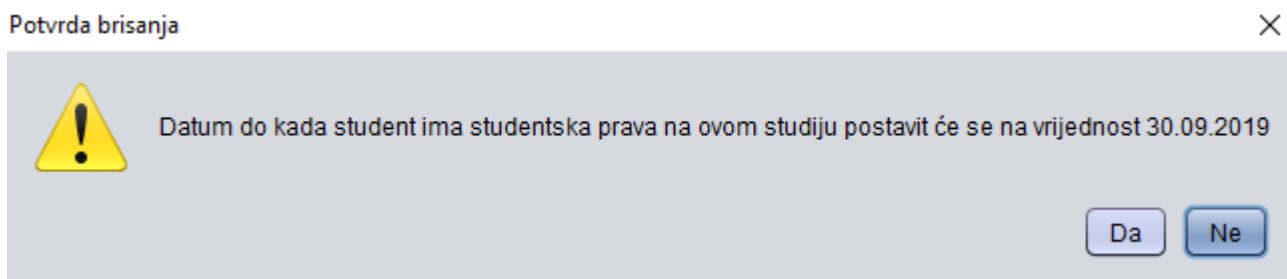 Potvrda brisanja
Datum do kada student ima studentska prava na ovom studiju postavit će se na vrijednost 30.09.2019
Da
Ne